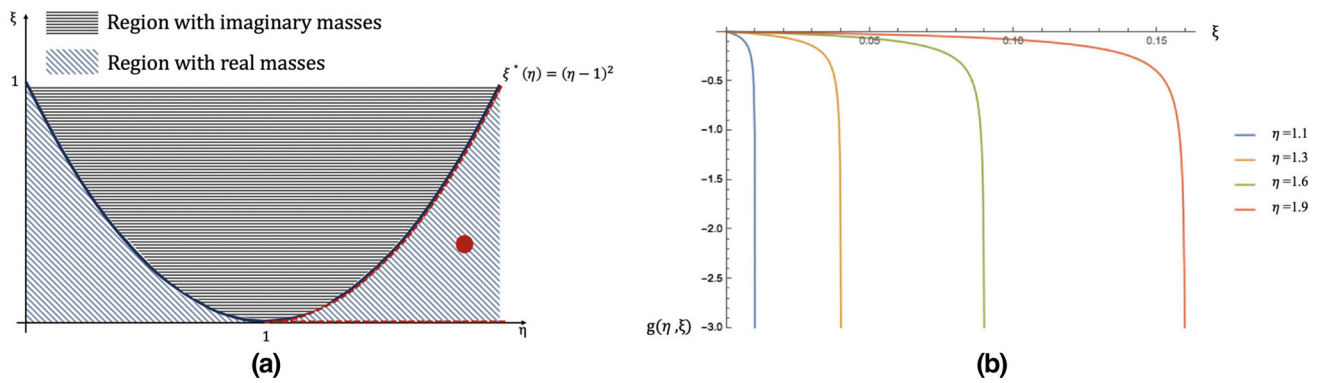 ξ
Region with imaginary masses
Region with real masses
1
ξ*(η)=(η−1)²
1
η
(a)
ξ
0.05
0.10
0.15
−0.5
−1.0
−1.5
−2.0
−2.5
−3.0
g(η,ξ)
η=1.1
η=1.3
η=1.6
η=1.9
(b)